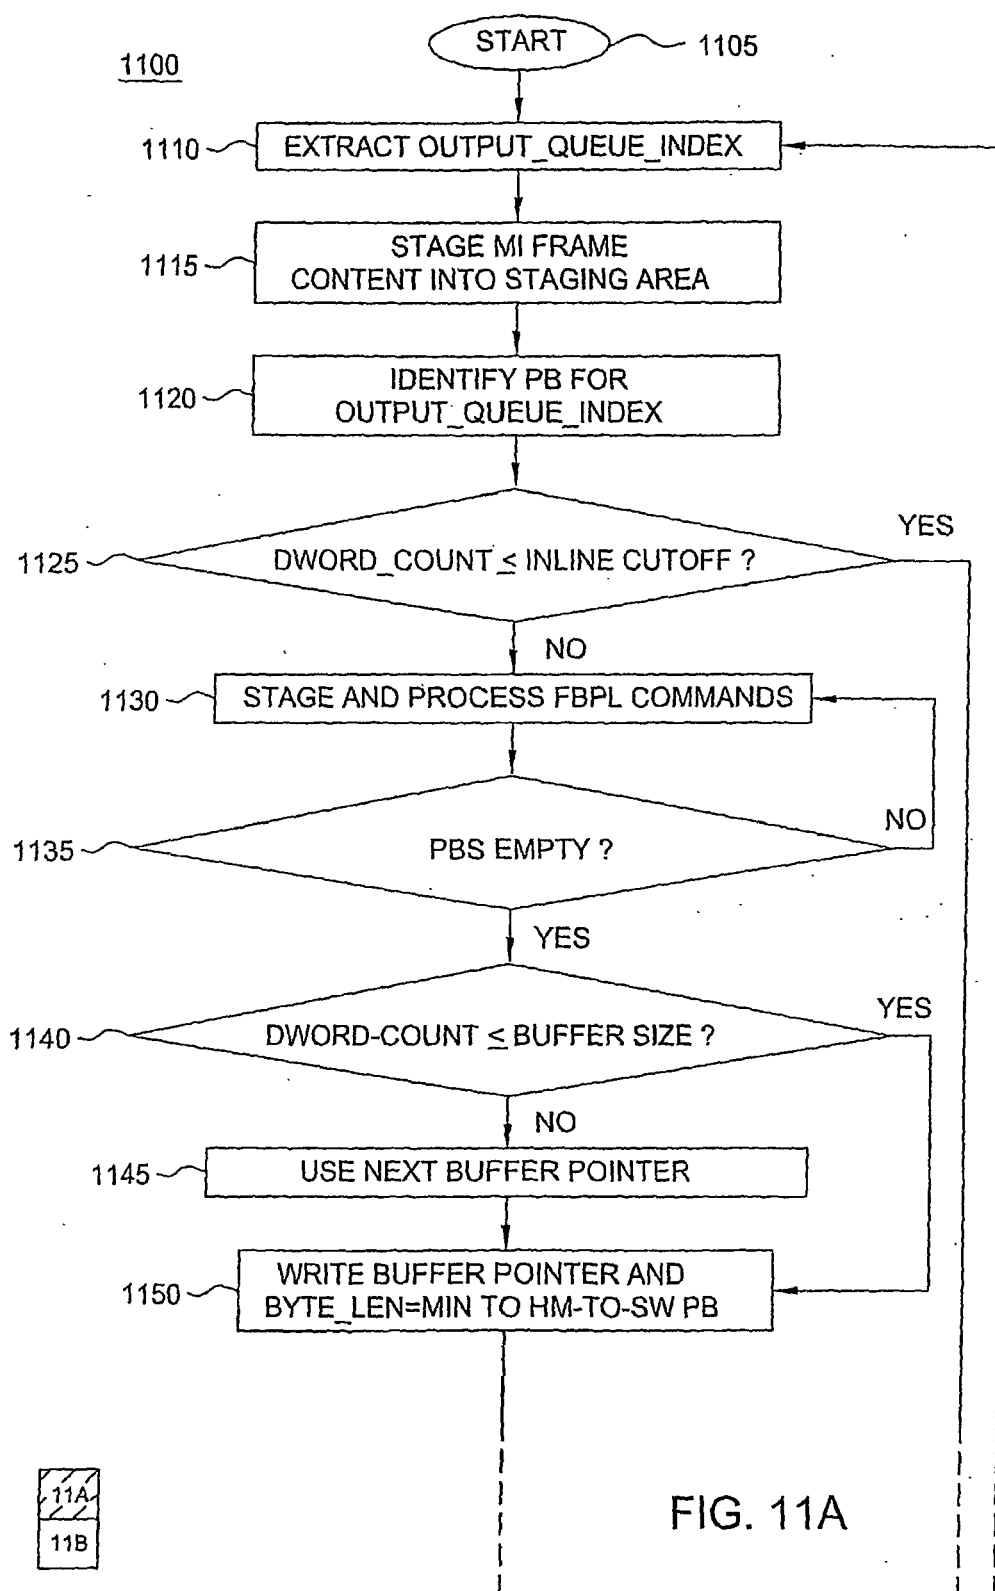 START
1105
1100
1110
EXTRACT OUTPUT_QUEUE_INDEX
STAGE MI FRAME
1115
CONTENT INTO STAGING AREA
IDENTIFY PB FOR
1120
OUTPUT_QUEUE_INDEX
YES
1125
DWORD_COUNT ≤ INLINE CUTOFF ?
NO
1130
STAGE AND PROCESS FBPL COMMANDS
NO
1135
PBS EMPTY ?
YES
YES
1140
DWORD-COUNT ≤ BUFFER SIZE ?
NO
1145
USE NEXT BUFFER POINTER
WRITE BUFFER POINTER AND
1150
BYTE_LEN=MIN TO HM-TO-SW PB
11A
11B
FIG. 11A